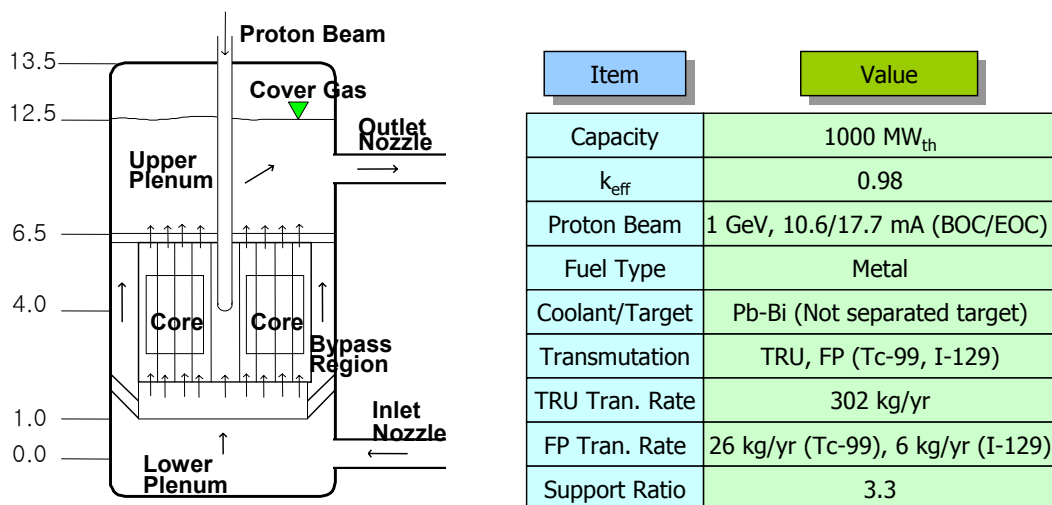 Proton Beam
13.5
Cover Gas
12.5
Outlet
Nozzle
Upper
Plenum
6.5
4.0
Core
Core
Bypass
Region
1.0
Inlet
Nozzle
0.0
Lower
Plenum
Item Value
Capacity 1000 MWth
keff 0.98
Proton Beam 1 GeV, 10.6/17.7 mA (BOC/EOC)
Fuel Type Metal
Coolant/Target Pb-Bi (Not separated target)
Transmutation TRU, FP (Tc-99, I-129)
TRU Tran. Rate 302 kg/yr
FP Tran. Rate 26 kg/yr (Tc-99), 6 kg/yr (I-129)
Support Ratio 3.3